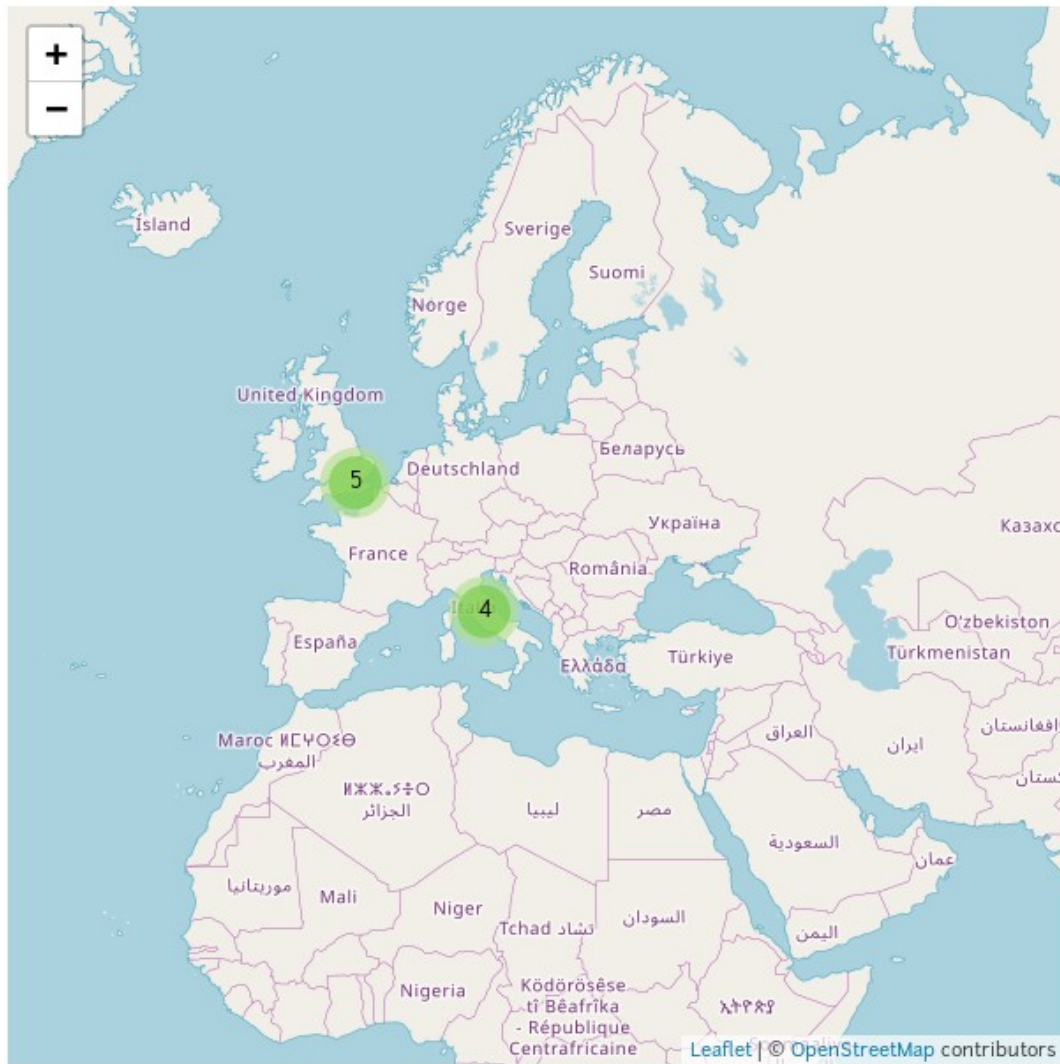 +
−
Ísland
Sverige
Suomi
Norge
United Kingdom
Беларусь
Deutschland
5
Україна
Казахс
France
România
4
O'zbekiston
España
Türkiye
Türkmenistan
Ελλάδα
افغانستان
العراق
ایران
Maroc ⵍⵎⵖⵔⵉⴱ
المغرب
ⵍⵣⵣⴰⵢⴻⵔ
الجزائر
ليبيا
مصر
السعودية
عمان
موريتانيا
Mali
Niger
Tchad تشاد
السودان
اليمن
Nigeria
Ködörösêse
tî Bêafrîka
- République
Centrafricaine
ኢትዮጵያ
Leaflet | © OpenStreetMap contributors